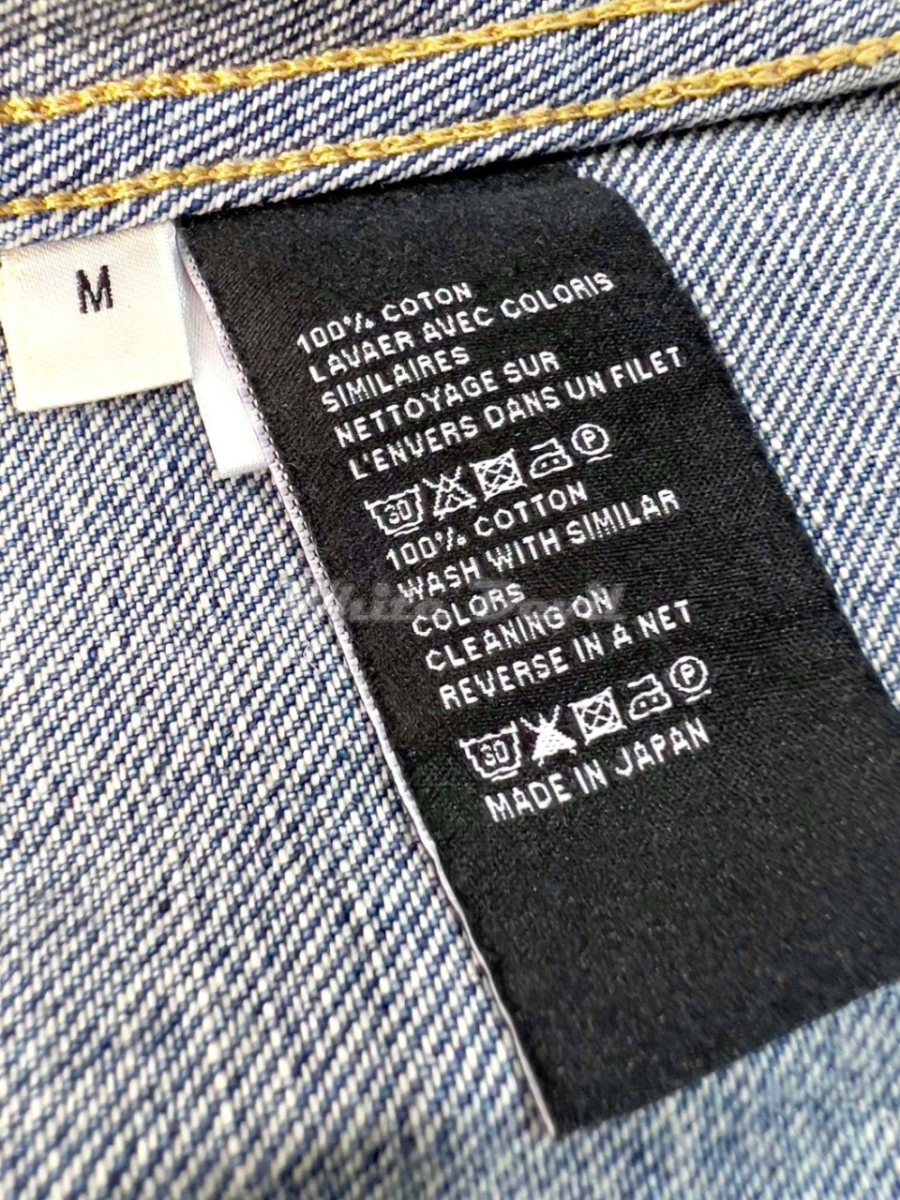 M
100% COTON
LAVAER AVEC COLORIS
SIMILAIRES
NETTOYAGE SUR
L'ENVERS DANS UN FILET
30 P
100% COTTON
WASH WITH SIMILAR
COLORS
CLEANING ON
REVERSE IN A NET
30 P
MADE IN JAPAN